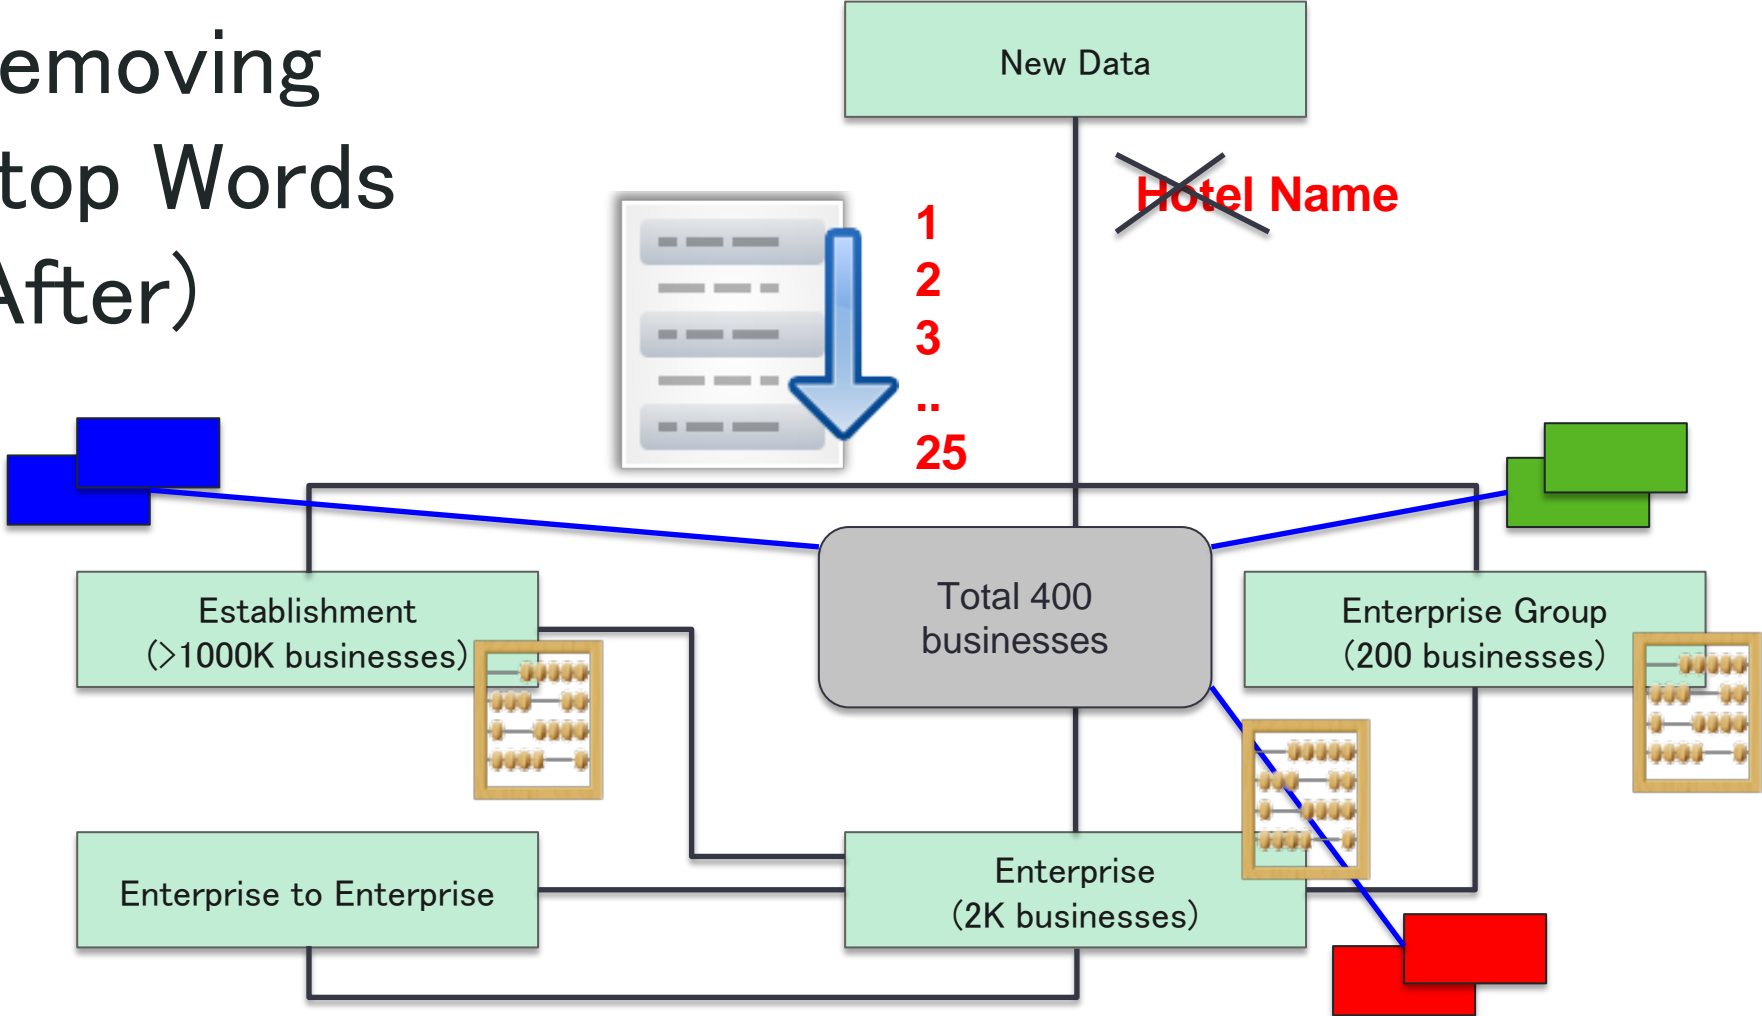 emoving
top Words
After)
New Data
Hotel Name
1
2
3
..
25
Total 400
businesses
Establishment
(>1000K businesses)
Enterprise Group
(200 businesses)
Enterprise to Enterprise
Enterprise
(2K businesses)